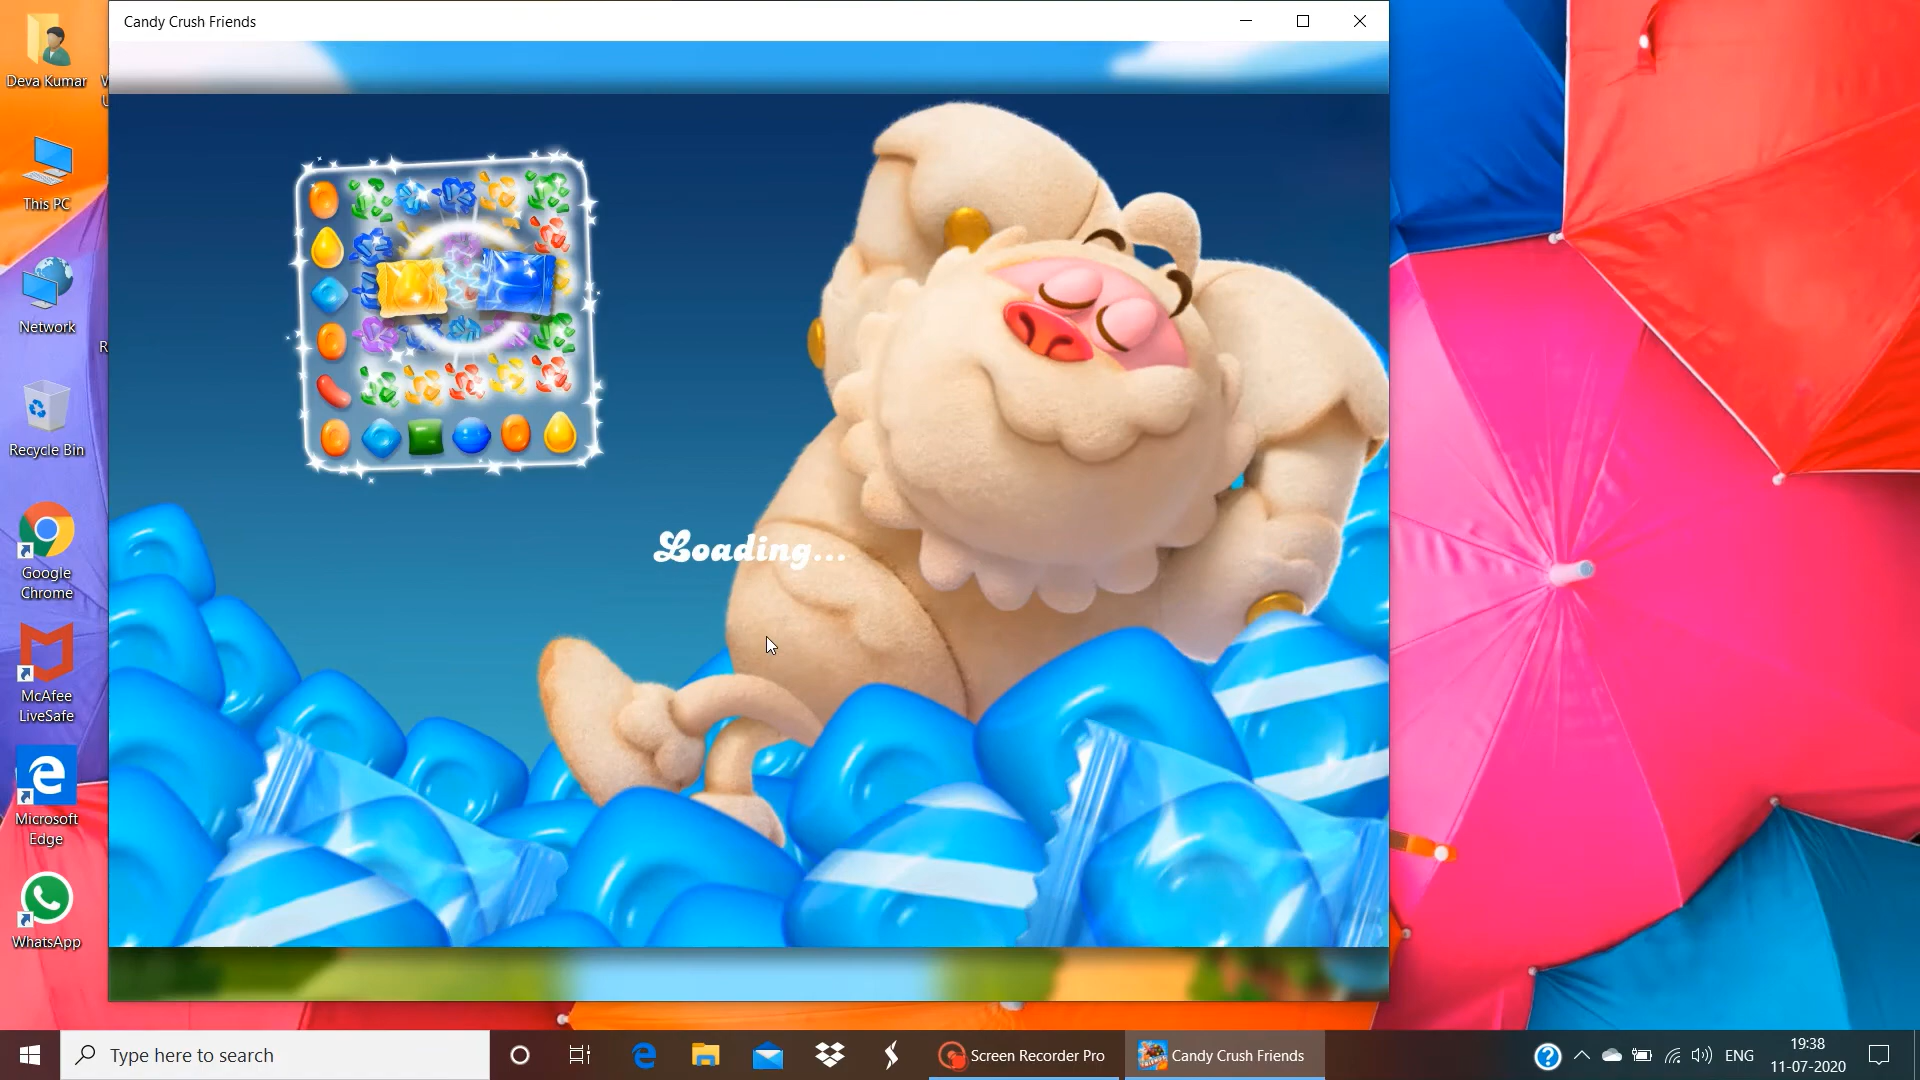 Candy Crush Friends
Deva Kumar
This PC
Network
Recycle Bin
Google
Chrome
McAfee
LiveSafe
Microsoft
Edge
WhatsApp
Loading...
Type here to search
Screen Recorder Pro
Candy Crush Friends
ENG
19:38
11-07-2020